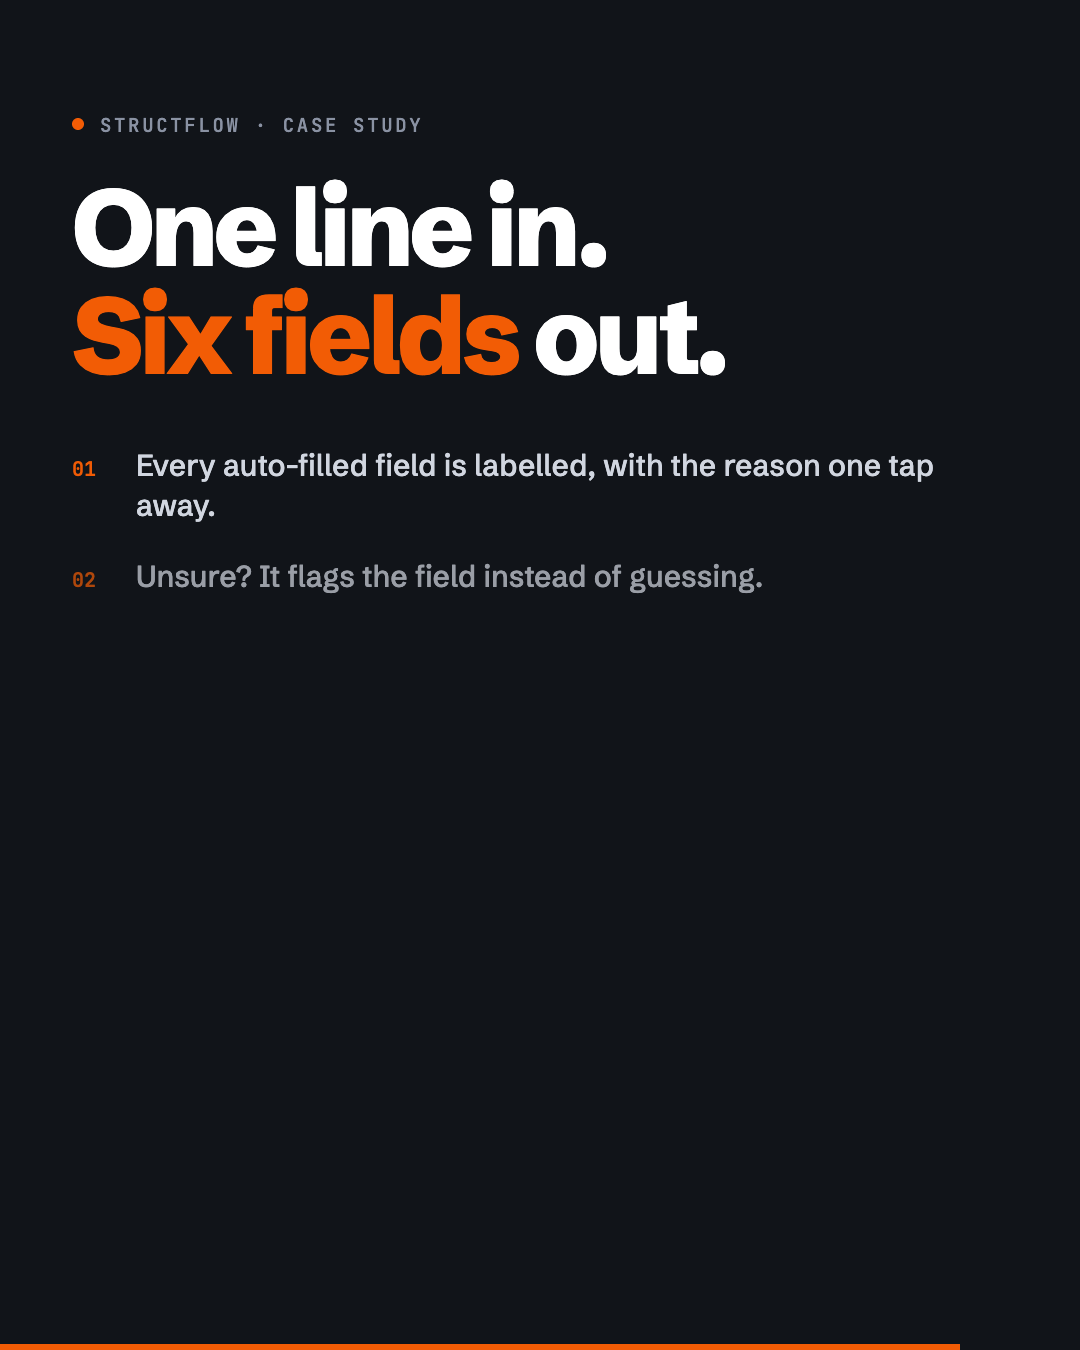 STRUCTFLOW · CASE STUDY
One line in.
Six fields out.
01 Every auto-filled field is labelled, with the reason one tap
away.
02 Unsure? It flags the field instead of guessing.